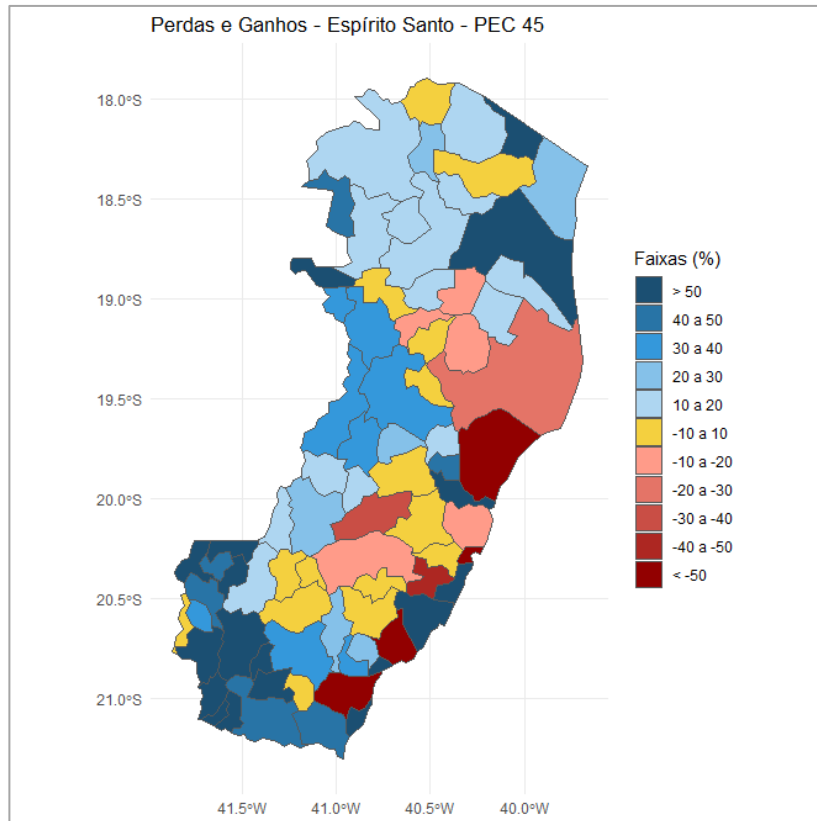 Perdas e Ganhos - Espírito Santo - PEC 45
18.0°S
18.5°S
19.0°S
19.5°S
20.0°S
20.5°S
21.0°S
41.5°W
41.0°W
40.5°W
40.0°W
Faixas (%)
> 50
40 a 50
30 a 40
20 a 30
10 a 20
-10 a 10
-10 a -20
-20 a -30
-30 a -40
-40 a -50
< -50